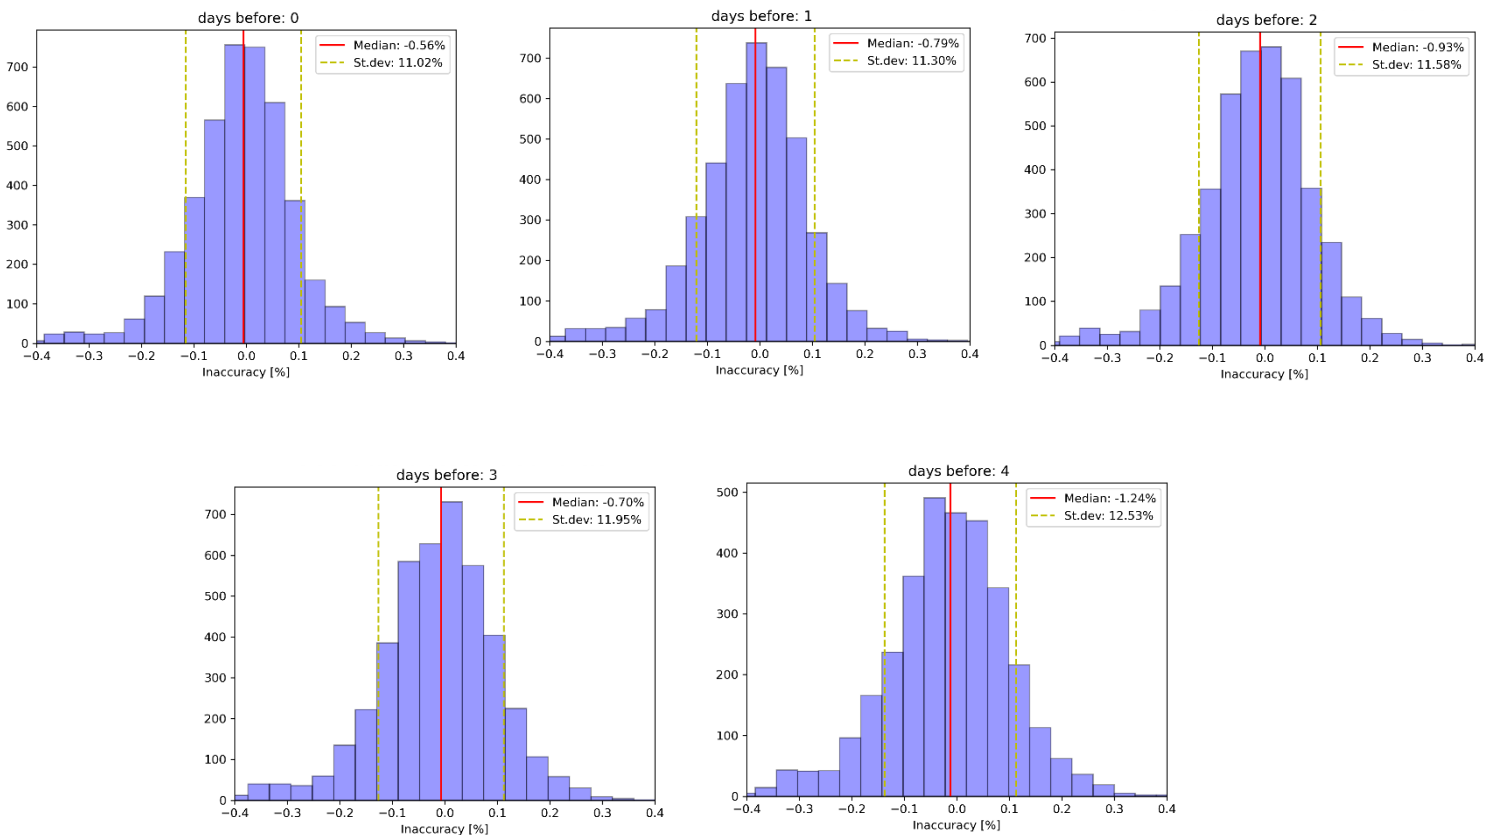 days before: 0
Median: -0.56%
St.dev: 11.02%
700
600
500
400
300
200
100
0
−0.4 −0.3 −0.2 −0.1 0.0 0.1 0.2 0.3 0.4
Inaccuracy [%]
days before: 1
Median: -0.79%
St.dev: 11.30%
700
600
500
400
300
200
100
0
−0.4 −0.3 −0.2 −0.1 0.0 0.1 0.2 0.3 0.4
Inaccuracy [%]
days before: 2
Median: -0.93%
St.dev: 11.58%
700
600
500
400
300
200
100
0
−0.4 −0.3 −0.2 −0.1 0.0 0.1 0.2 0.3 0.4
Inaccuracy [%]
days before: 3
Median: -0.70%
St.dev: 11.95%
700
600
500
400
300
200
100
0
−0.4 −0.3 −0.2 −0.1 0.0 0.1 0.2 0.3 0.4
Inaccuracy [%]
days before: 4
Median: -1.24%
St.dev: 12.53%
500
400
300
200
100
0
−0.4 −0.3 −0.2 −0.1 0.0 0.1 0.2 0.3 0.4
Inaccuracy [%]